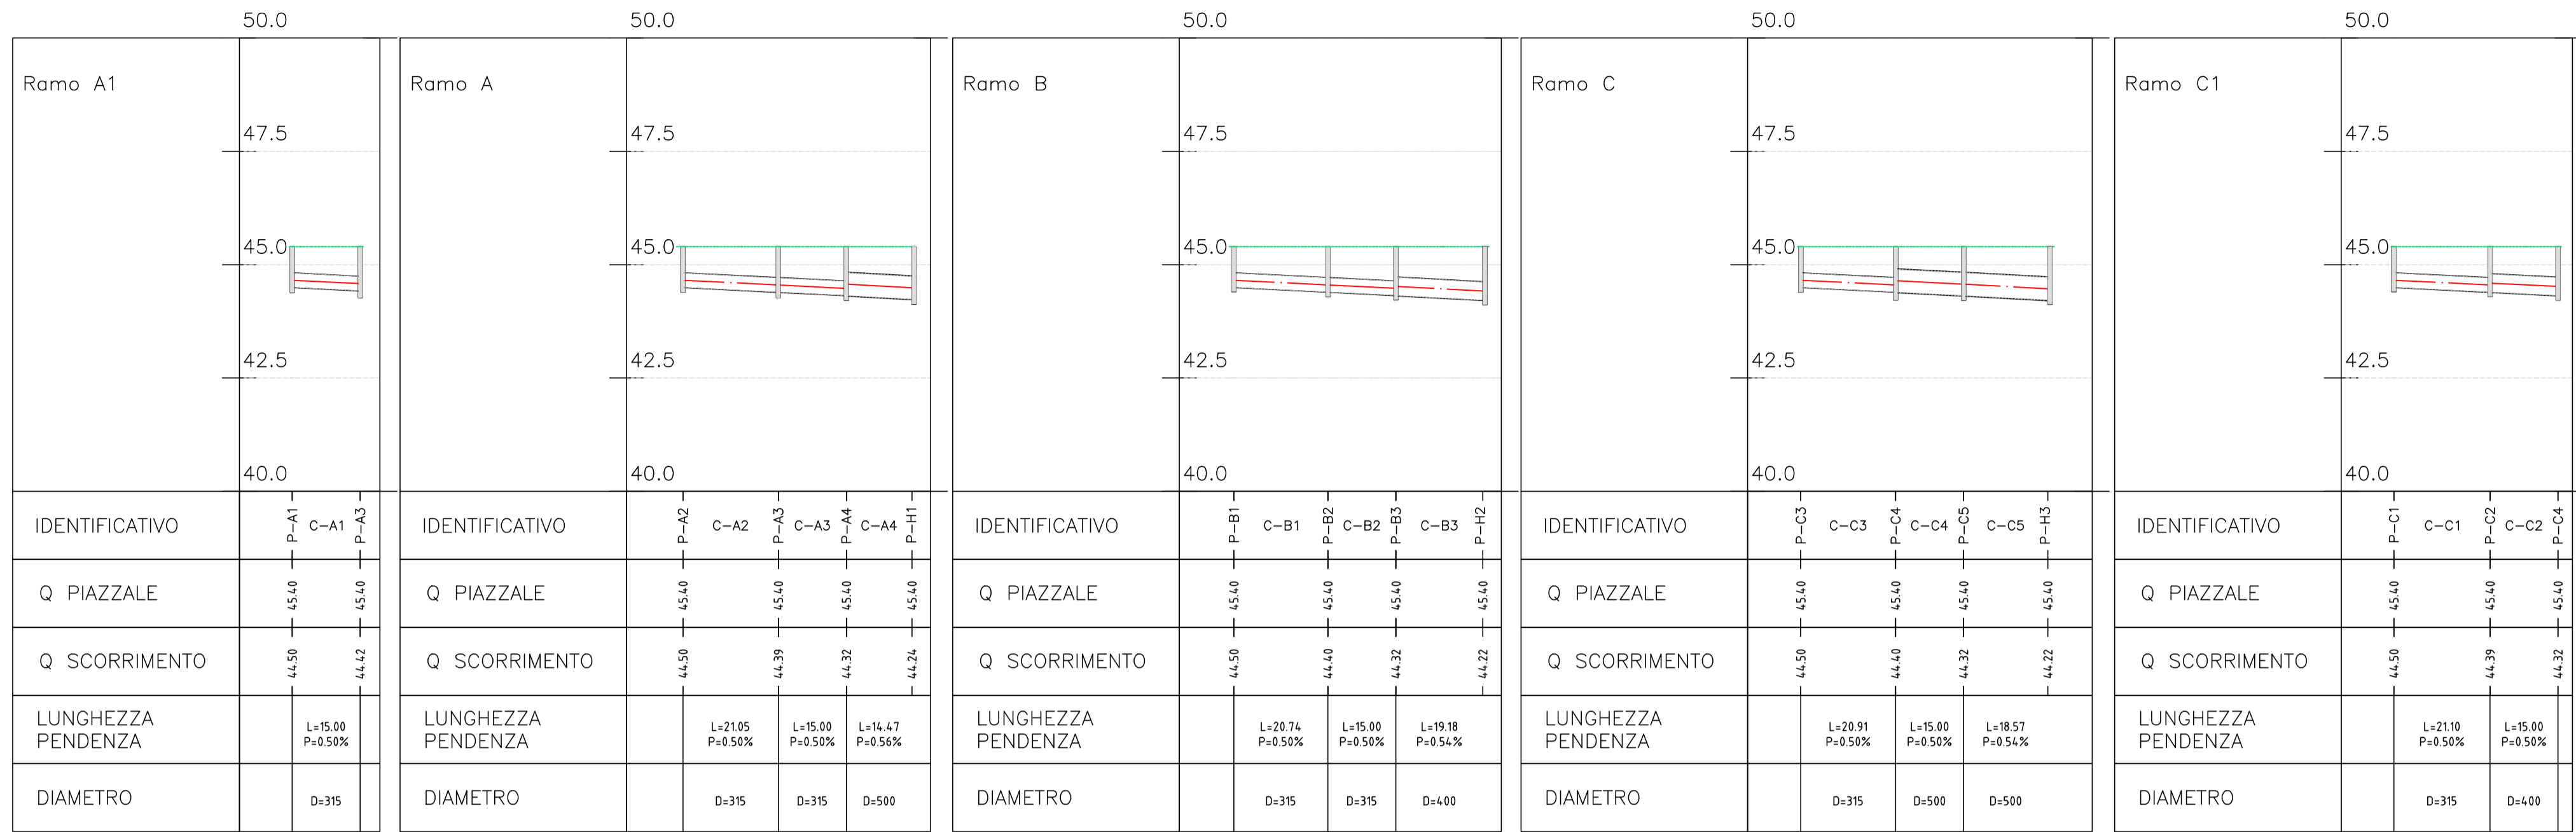 50.0
Ramo A1
47.5
45.0
42.5
40.0
IDENTIFICATIVO
P-A1
C-A1
P-A3
Q PIAZZALE
45.40
45.40
Q SCORRIMENTO
44.50
44.42
LUNGHEZZA
PENDENZA
L=15.00
P=0.50%
DIAMETRO
D=315
50.0
Ramo A
47.5
45.0
42.5
40.0
IDENTIFICATIVO
P-A2
C-A2
P-A3
C-A3
P-A4
C-A4
P-H1
Q PIAZZALE
45.40
45.40
45.40
45.40
Q SCORRIMENTO
44.50
44.39
44.32
44.24
LUNGHEZZA
PENDENZA
L=21.05
P=0.50%
L=15.00
P=0.50%
L=14.47
P=0.56%
DIAMETRO
D=315
D=315
D=500
50.0
Ramo B
47.5
45.0
42.5
40.0
IDENTIFICATIVO
P-B1
C-B1
P-B2
C-B2
P-B3
C-B3
P-H2
Q PIAZZALE
45.40
45.40
45.40
45.40
Q SCORRIMENTO
44.50
44.40
44.32
44.22
LUNGHEZZA
PENDENZA
L=20.74
P=0.50%
L=15.00
P=0.50%
L=19.18
P=0.54%
DIAMETRO
D=315
D=315
D=400
50.0
Ramo C
47.5
45.0
42.5
40.0
IDENTIFICATIVO
P-C3
C-C3
P-C4
C-C4
P-C5
C-C5
P-H3
Q PIAZZALE
45.40
45.40
45.40
45.40
Q SCORRIMENTO
44.50
44.40
44.32
44.22
LUNGHEZZA
PENDENZA
L=20.91
P=0.50%
L=15.00
P=0.50%
L=18.57
P=0.54%
DIAMETRO
D=315
D=500
D=500
50.0
Ramo C1
47.5
45.0
42.5
40.0
IDENTIFICATIVO
P-C1
C-C1
P-C2
C-C2
P-C4
Q PIAZZALE
45.40
45.40
45.40
Q SCORRIMENTO
44.50
44.39
44.32
LUNGHEZZA
PENDENZA
L=21.10
P=0.50%
L=15.00
P=0.50%
DIAMETRO
D=315
D=400